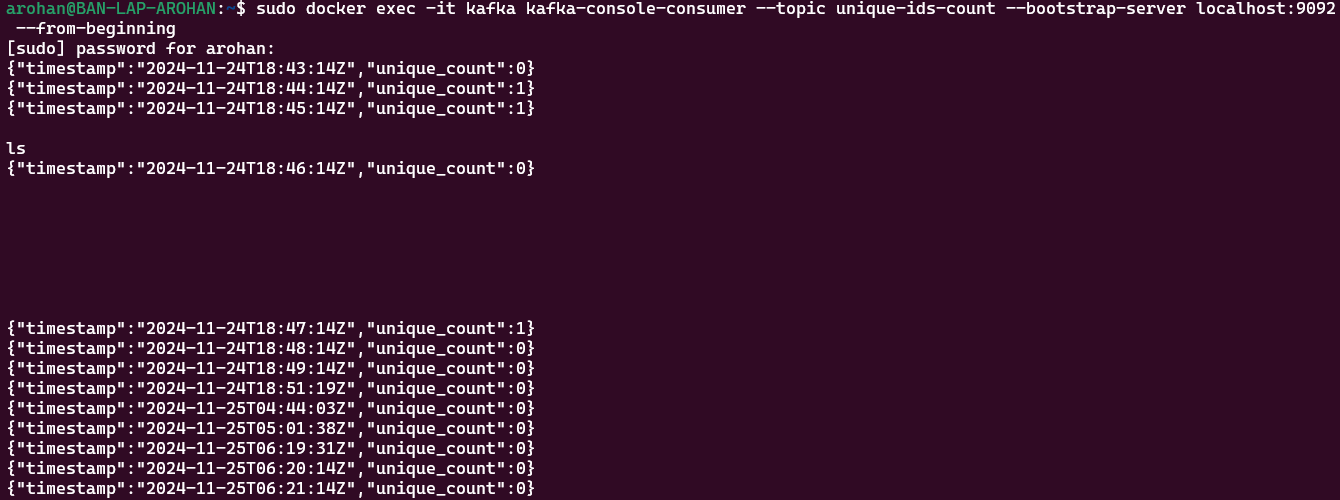 arohan@BAN-LAP-AROHAN:~$ sudo docker exec -it kafka kafka-console-consumer --topic unique-ids-count --bootstrap-server localhost:9092
 --from-beginning
[sudo] password for arohan:
{"timestamp":"2024-11-24T18:43:14Z","unique_count":0}
{"timestamp":"2024-11-24T18:44:14Z","unique_count":1}
{"timestamp":"2024-11-24T18:45:14Z","unique_count":1}
ls
{"timestamp":"2024-11-24T18:46:14Z","unique_count":0}
{"timestamp":"2024-11-24T18:47:14Z","unique_count":1}
{"timestamp":"2024-11-24T18:48:14Z","unique_count":0}
{"timestamp":"2024-11-24T18:49:14Z","unique_count":0}
{"timestamp":"2024-11-24T18:51:19Z","unique_count":0}
{"timestamp":"2024-11-25T04:44:03Z","unique_count":0}
{"timestamp":"2024-11-25T05:01:38Z","unique_count":0}
{"timestamp":"2024-11-25T06:19:31Z","unique_count":0}
{"timestamp":"2024-11-25T06:20:14Z","unique_count":0}
{"timestamp":"2024-11-25T06:21:14Z","unique_count":0}